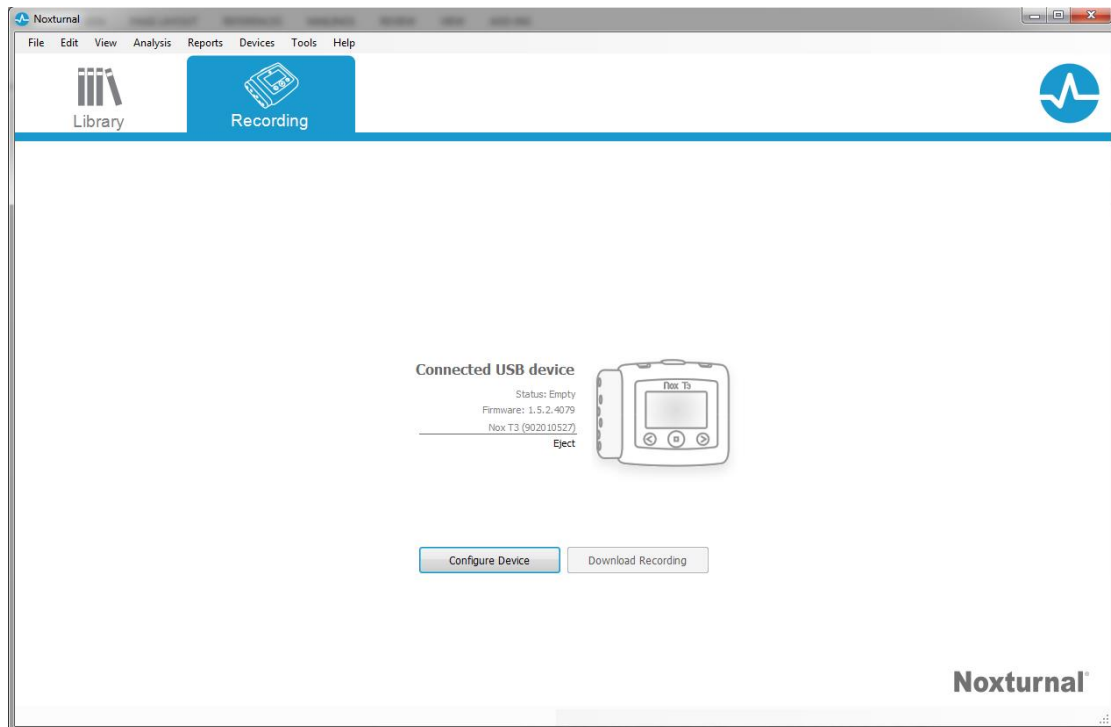 Noxturnal
File Edit View Analysis Reports Devices Tools Help
Library
Recording
Connected USB device
Status: Empty
Firmware: 1.5.2.4079
Nox T3 (902010527)
Eject
Nox T3
Configure Device
Download Recording
Noxturnal®